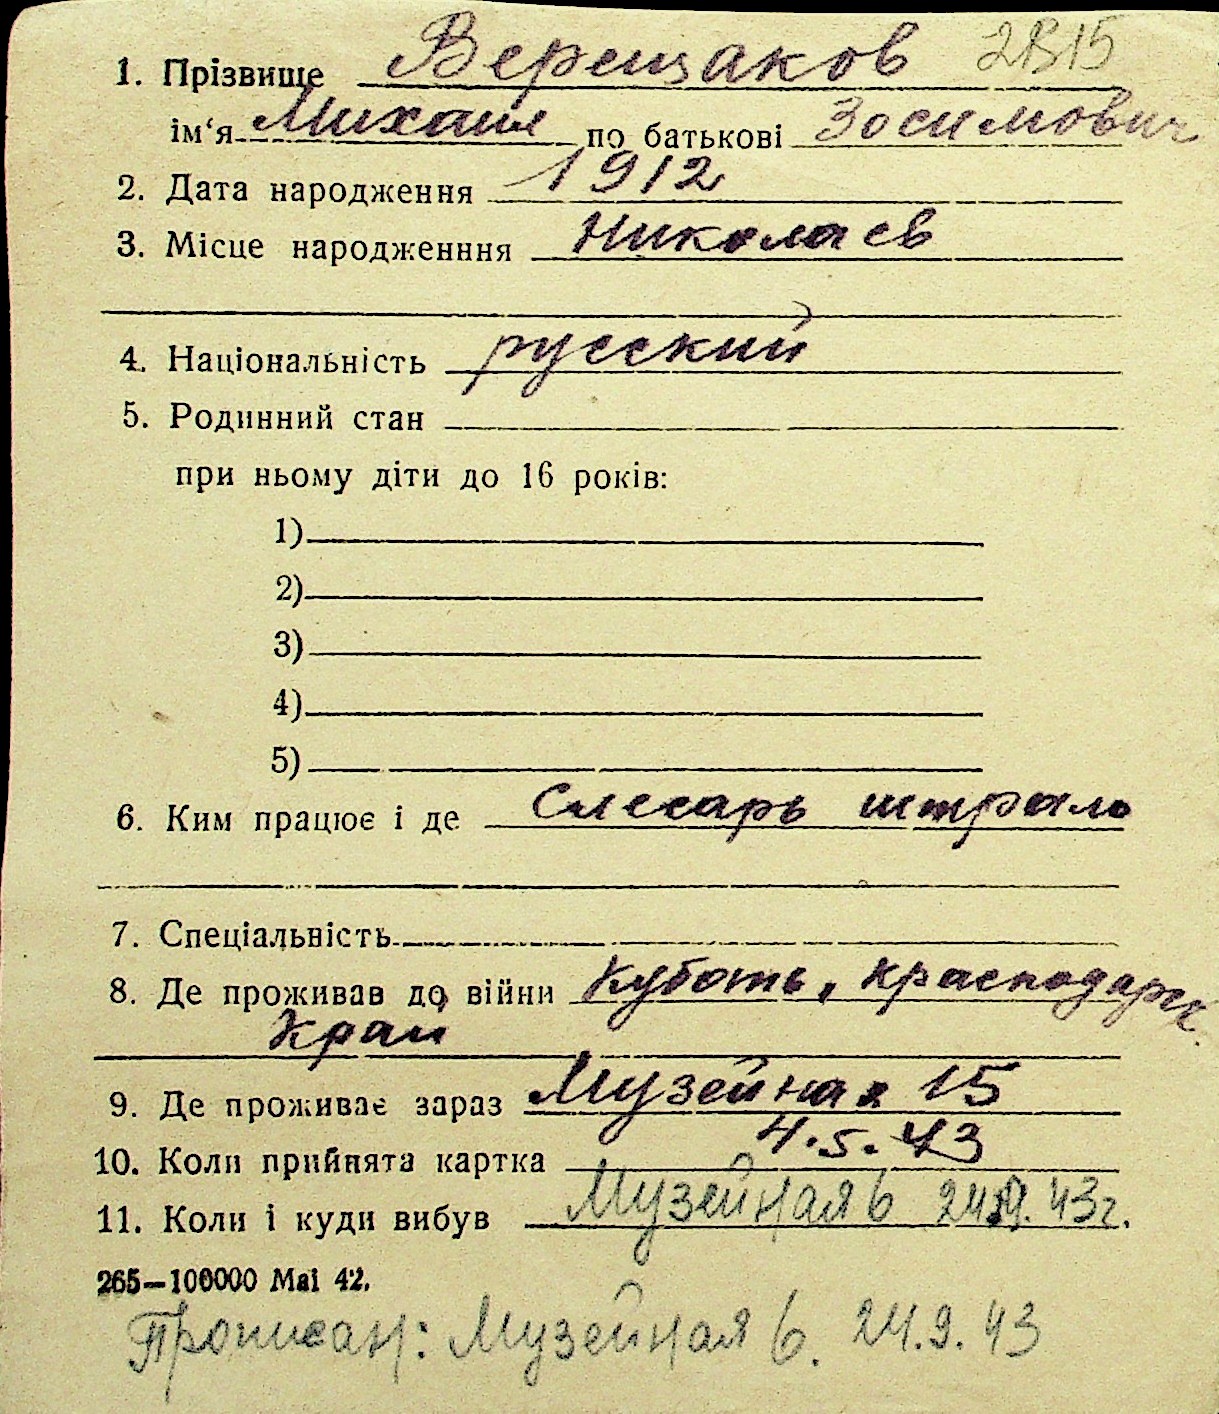 1. Прізвище Верещаков 2815
ім'я Михаил по батькові Зосимович
2. Дата народження 1912
3. Місце народженння Николаев
4. Національність русский
5. Родинний стан
при ньому діти до 16 років:
1)
2)
3)
4)
5)
6. Ким працює і де Слесарь
7. Спеціальність
8. Де проживав до війни Кубань, Краснодарск.
Край
9. Де проживає зараз Музейная 15
10. Коли прийнята картка 4.5.43
11. Коли і куди вибув Музейная 6 24.9.43г.
265—100000 Mai 42.
Прописан: Музейная 6. 24.9.43